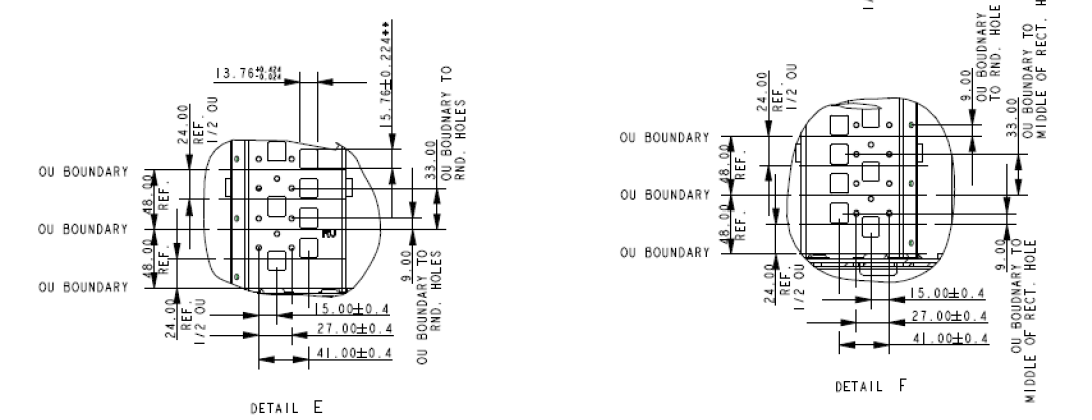 13.76+0.424
-0.024
15.76±0.224**
24.00
REF.
1/2 OU
33.00
OU BOUDNARY TO
RND. HOLES
OU BOUNDARY
48.00
REF.
OU BOUNDARY
48.00
REF.
OU BOUNDARY
24.00
REF.
1/2 OU
RU
9.00
OU BOUNDARY TO
RND. HOLES
15.00±0.4
27.00±0.4
41.00±0.4
DETAIL E
24.00
REF.
1/2 OU
9.00
OU BOUDNARY
TO RND. HOLE
33.00
OU BOUNDARY TO
MIDDLE OF RECT. H
OU BOUNDARY
48.00
REF.
OU BOUNDARY
48.00
REF.
OU BOUNDARY
24.00
REF.
1/2 OU
9.00
OU BOUDNARY TO
MIDDLE OF RECT. HOLE
15.00±0.4
27.00±0.4
41.00±0.4
DETAIL F